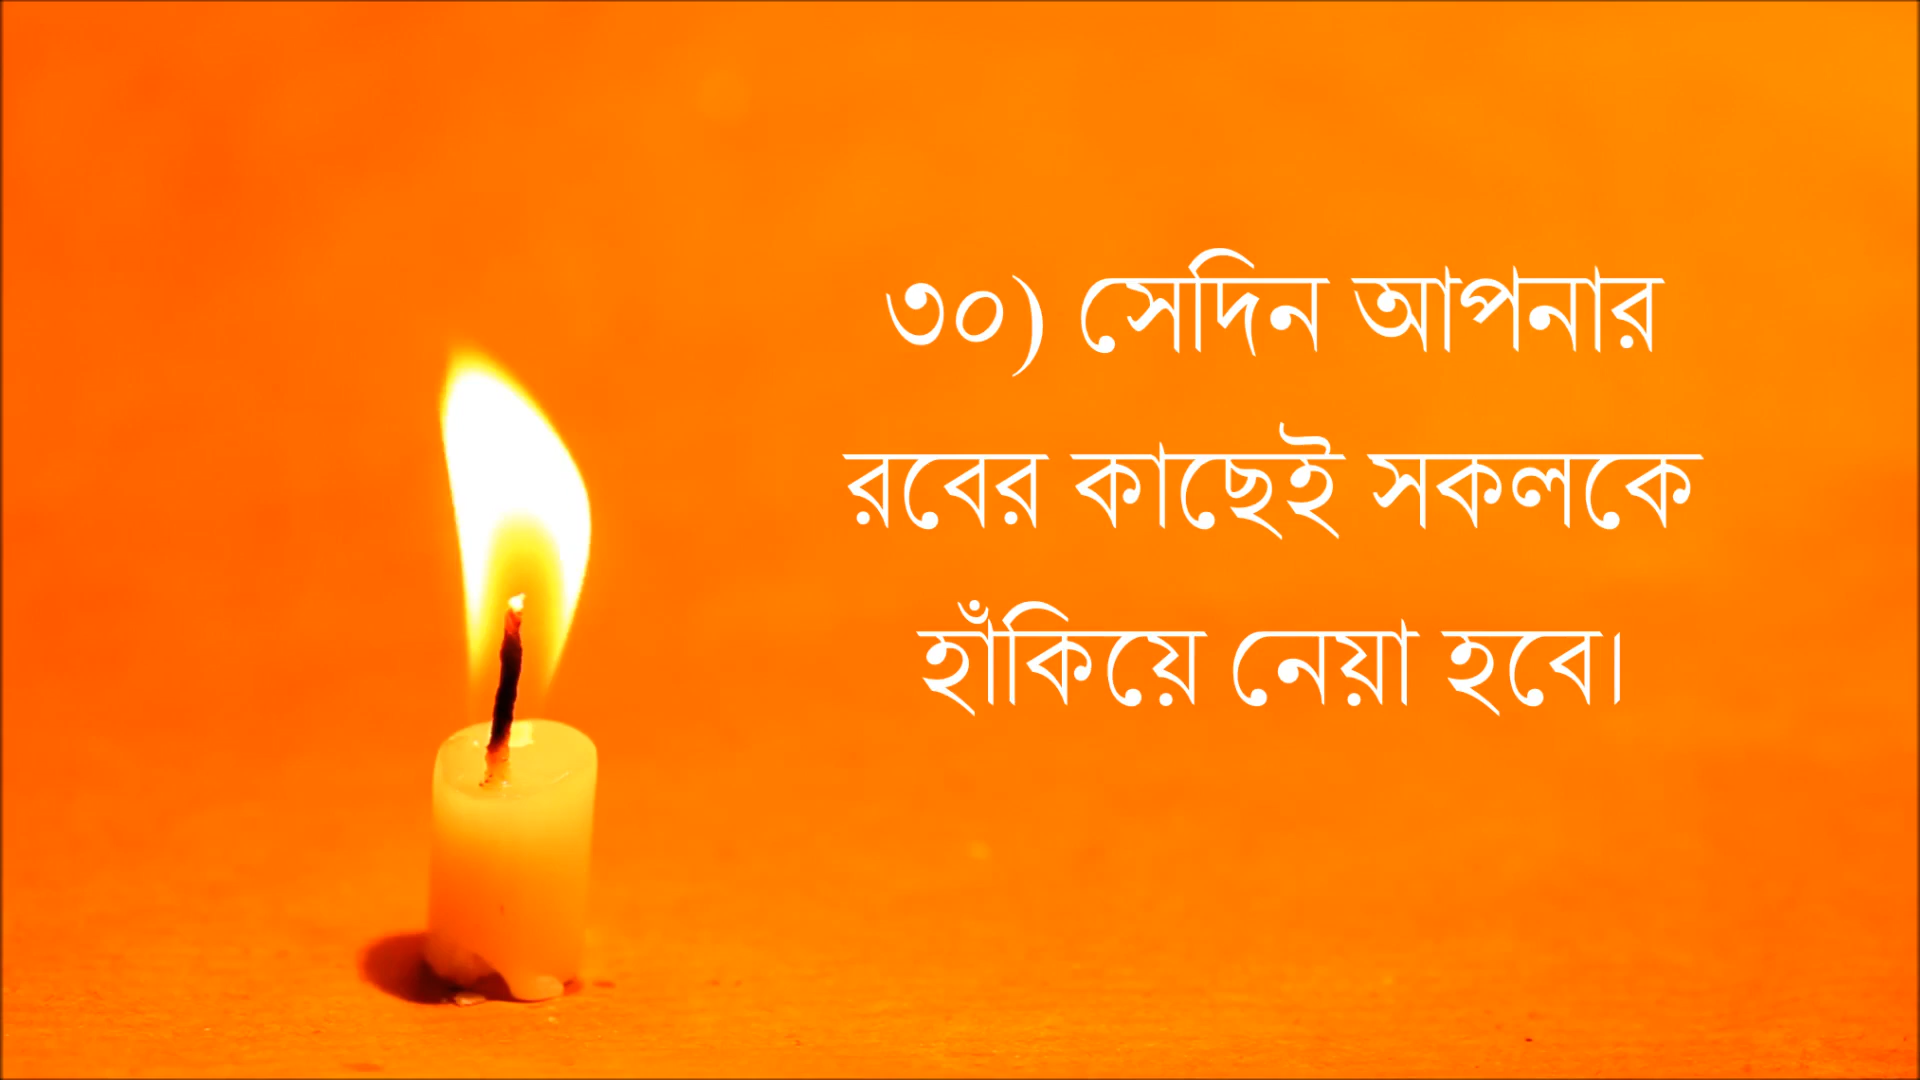 ৩০) সেদিন আপনার
রবের কাছেই সকলকে
হাঁকিয়ে নেয়া হবে।